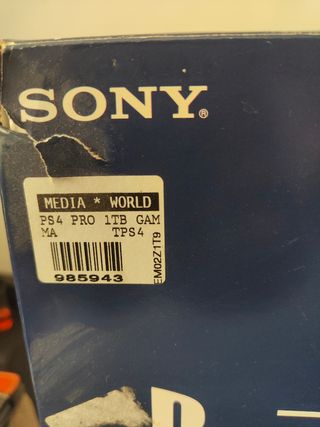 SONY®
MEDIA * WORLD
PS4 PRO 1TB GAM
MA TPS4
985943
EM02Z1T9